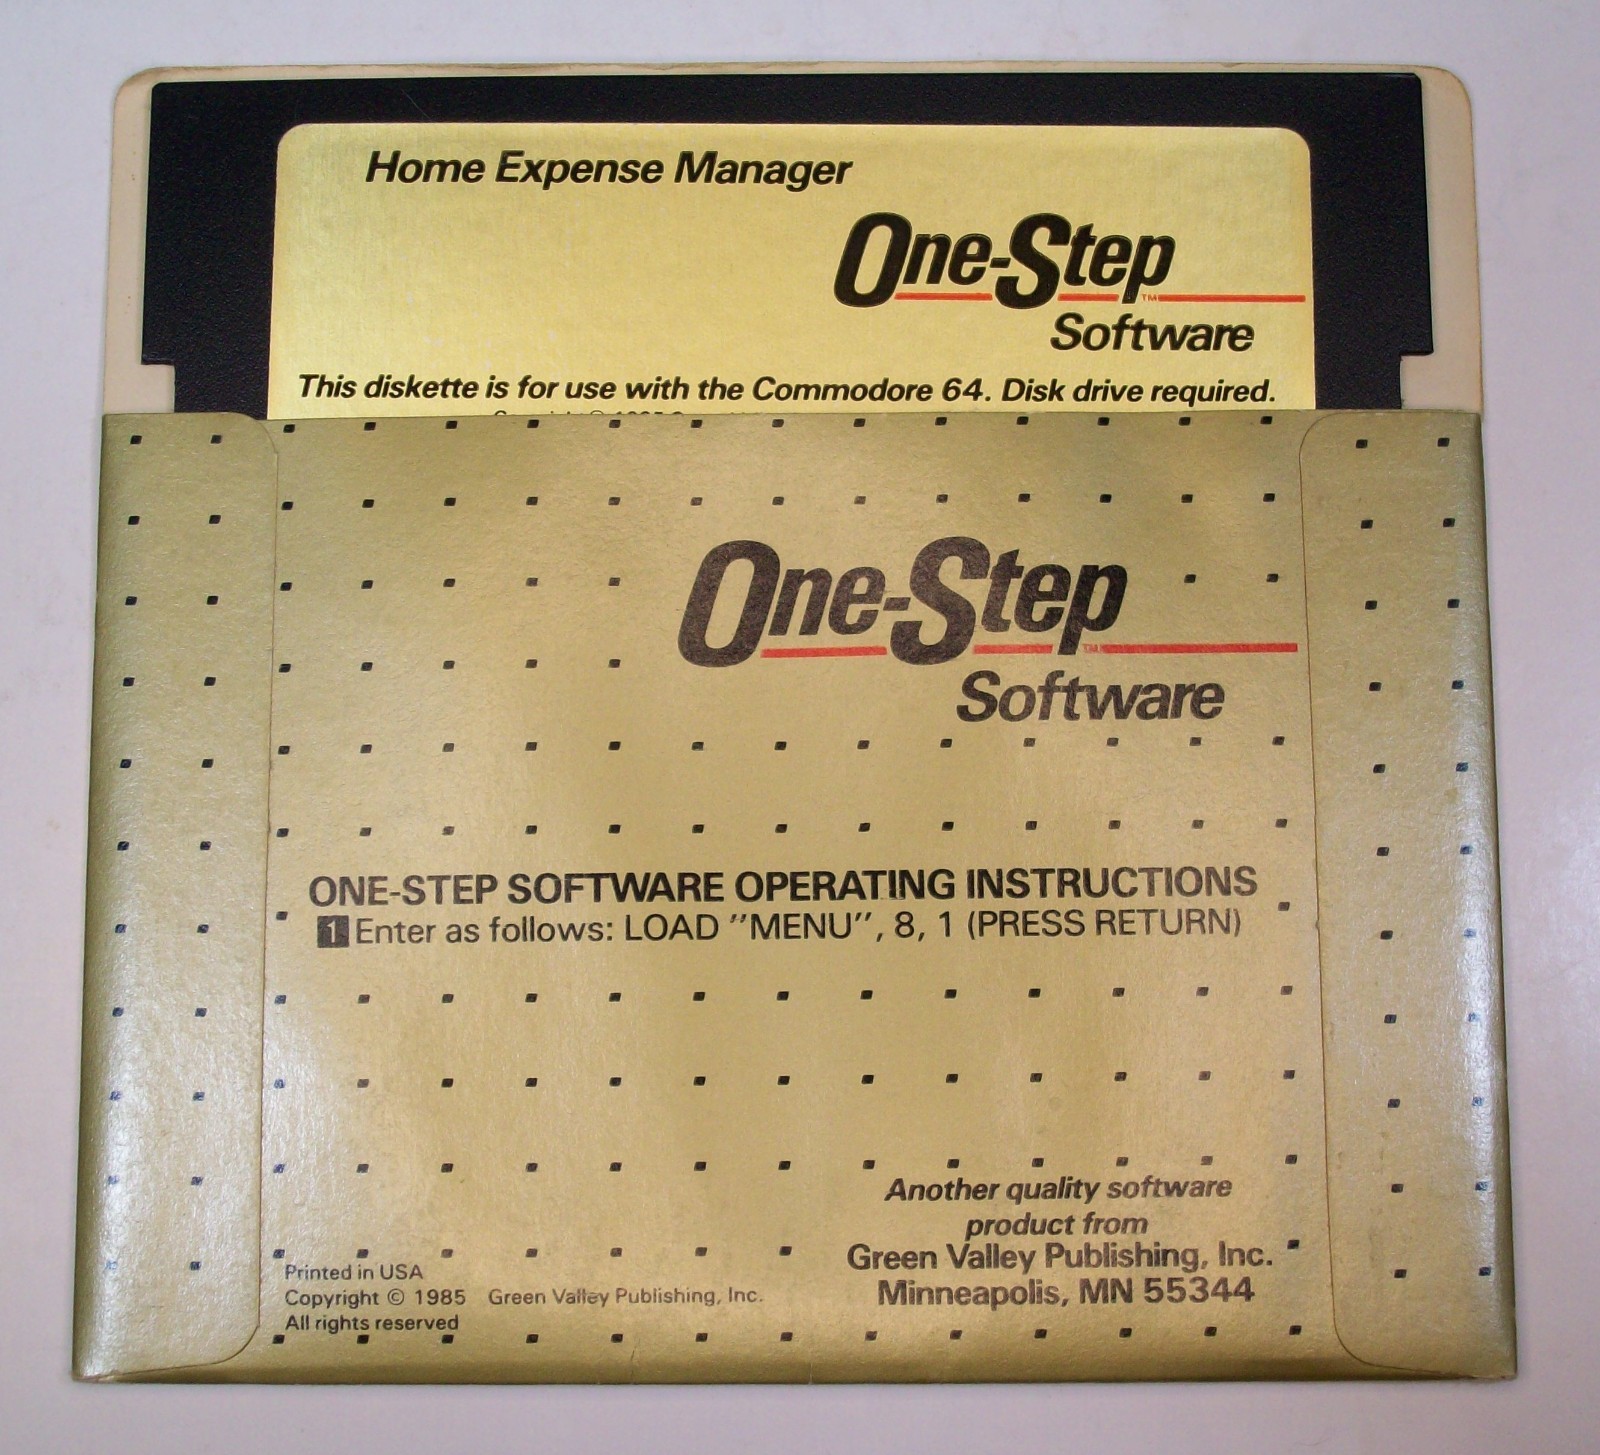 Home Expense Manager
One-Step
™
Software
This diskette is for use with the Commodore 64. Disk drive required.
One-Step
™
Software
ONE-STEP SOFTWARE OPERATING INSTRUCTIONS
1 Enter as follows: LOAD "MENU", 8, 1 (PRESS RETURN)
Another quality software
product from
Green Valley Publishing, Inc.
Minneapolis, MN 55344
Printed in USA
Copyright © 1985 Green Valley Publishing, Inc.
All rights reserved